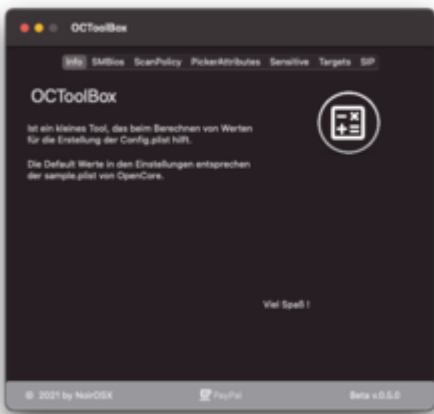 OCToolBox
Info SMBios ScanPolicy PickerAttributes Sensitive Targets SIP
OCToolBox
Ist ein kleines Tool, das beim Berechnen von Werten
für die Erstellung der Config.plist hilft.
Die Default Werte in den Einstellungen entsprechen
der sample.plist von OpenCore.
Viel Spaß !
© 2021 by NoirOSX PayPal Beta v.0.5.0